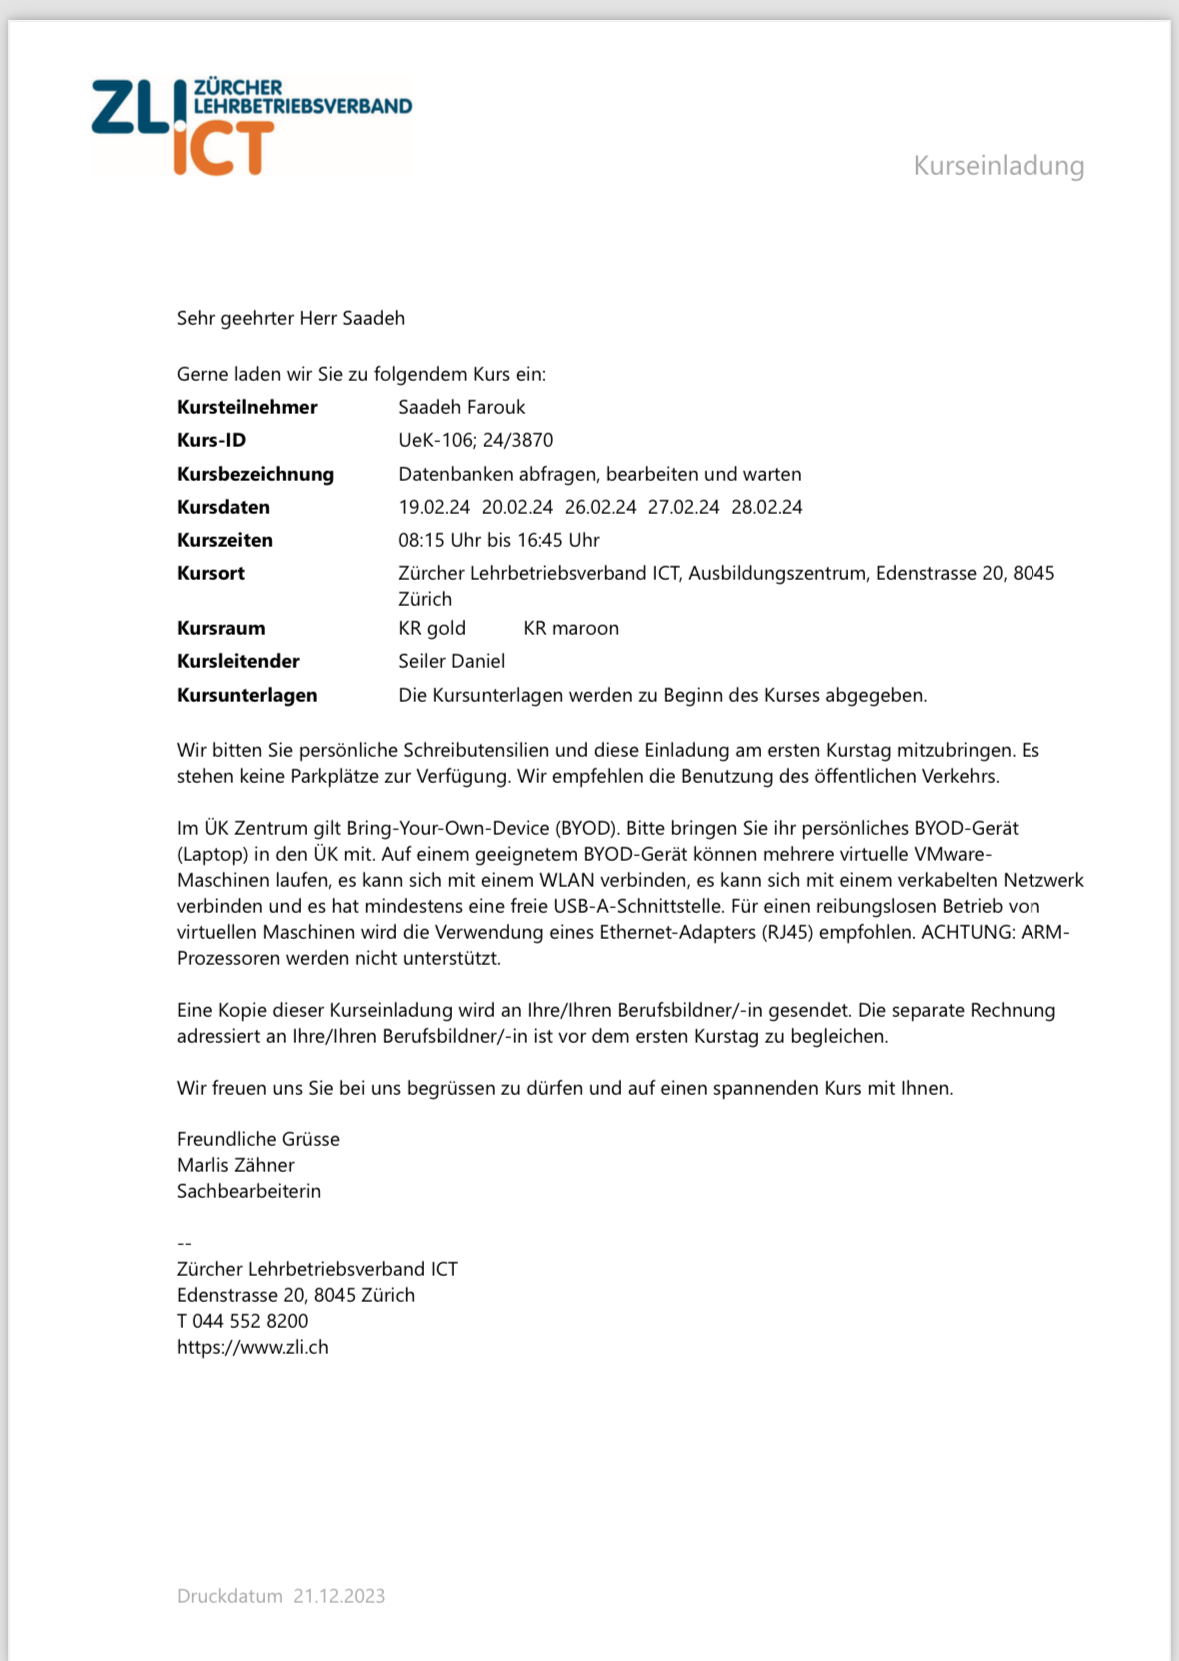 ZLI ZÜRCHER
LEHRBETRIEBSVERBAND
ICT
Kurseinladung
Sehr geehrter Herr Saadeh
Gerne laden wir Sie zu folgendem Kurs ein:
Kursteilnehmer Saadeh Farouk
Kurs-ID UeK-106; 24/3870
Kursbezeichnung Datenbanken abfragen, bearbeiten und warten
Kursdaten 19.02.24 20.02.24 26.02.24 27.02.24 28.02.24
Kurszeiten 08:15 Uhr bis 16:45 Uhr
Kursort Zürcher Lehrbetriebsverband ICT, Ausbildungszentrum, Edenstrasse 20, 8045
Zürich
Kursraum KR gold KR maroon
Kursleitender Seiler Daniel
Kursunterlagen Die Kursunterlagen werden zu Beginn des Kurses abgegeben.
Wir bitten Sie persönliche Schreibutensilien und diese Einladung am ersten Kurstag mitzubringen. Es
stehen keine Parkplätze zur Verfügung. Wir empfehlen die Benutzung des öffentlichen Verkehrs.
Im ÜK Zentrum gilt Bring-Your-Own-Device (BYOD). Bitte bringen Sie ihr persönliches BYOD-Gerät
(Laptop) in den ÜK mit. Auf einem geeignetem BYOD-Gerät können mehrere virtuelle VMware-
Maschinen laufen, es kann sich mit einem WLAN verbinden, es kann sich mit einem verkabelten Netzwerk
verbinden und es hat mindestens eine freie USB-A-Schnittstelle. Für einen reibungslosen Betrieb von
virtuellen Maschinen wird die Verwendung eines Ethernet-Adapters (RJ45) empfohlen. ACHTUNG: ARM-
Prozessoren werden nicht unterstützt.
Eine Kopie dieser Kurseinladung wird an Ihre/Ihren Berufsbildner/-in gesendet. Die separate Rechnung
adressiert an Ihre/Ihren Berufsbildner/-in ist vor dem ersten Kurstag zu begleichen.
Wir freuen uns Sie bei uns begrüssen zu dürfen und auf einen spannenden Kurs mit Ihnen.
Freundliche Grüsse
Marlis Zähner
Sachbearbeiterin
--
Zürcher Lehrbetriebsverband ICT
Edenstrasse 20, 8045 Zürich
T 044 552 8200
https://www.zli.ch
Druckdatum 21.12.2023